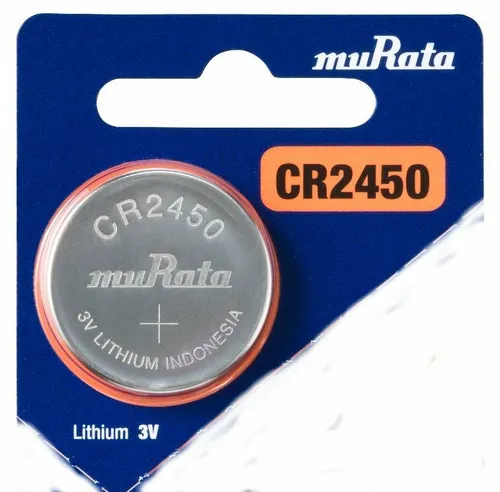 muRata
CR2450
CR2450
muRata
3V LITHIUM INDONESIA
Lithium 3V